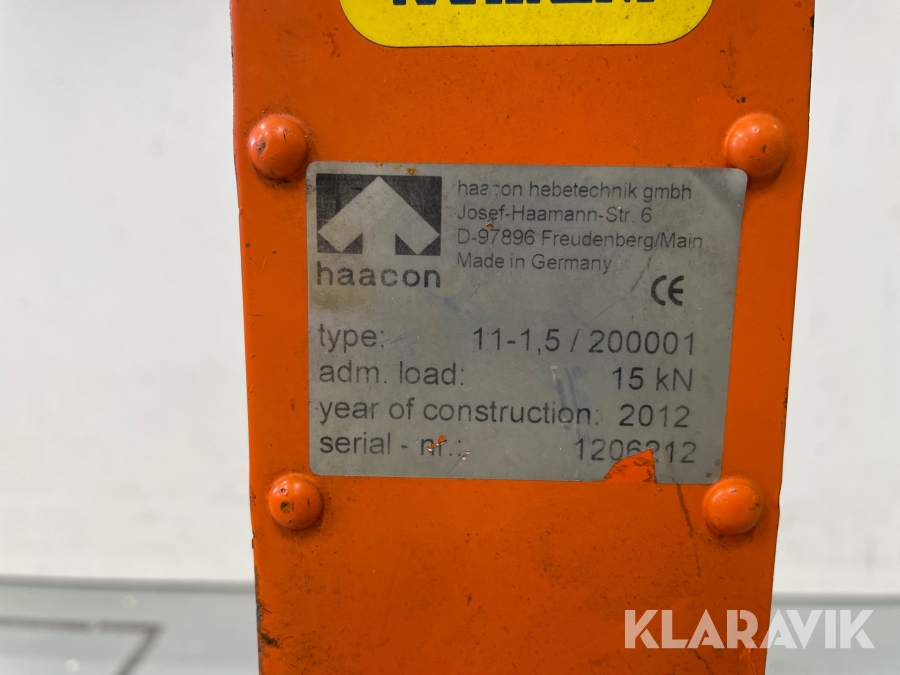 haacon hebetechnik gmbh
Josef-Haamann-Str. 6
D-97896 Freudenberg/Main
Made in Germany
haacon
CE
type: 11-1,5 / 200001
adm. load: 15 kN
year of construction: 2012
serial - nr.: 1206212
KLARAVIK